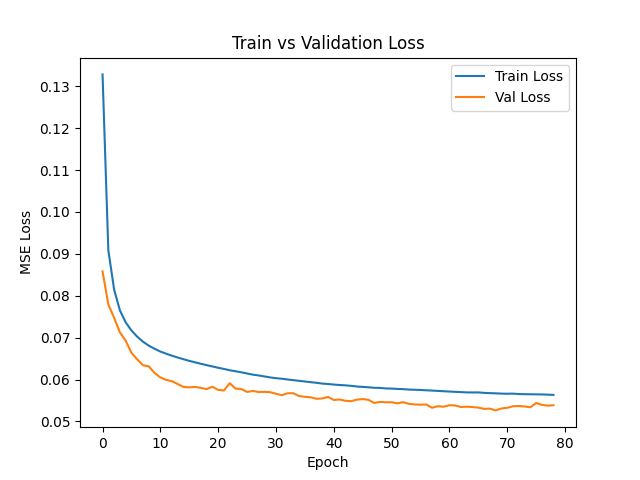 Train vs Validation Loss
Train Loss
Val Loss
MSE Loss
0.13
0.12
0.11
0.10
0.09
0.08
0.07
0.06
0.05
0 10 20 30 40 50 60 70 80
Epoch